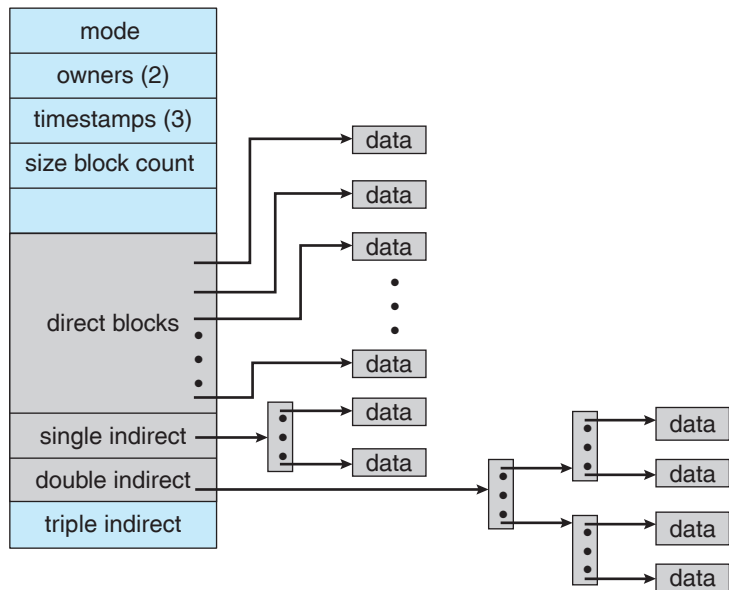 mode
owners (2)
timestamps (3)
size block count
direct blocks
single indirect
double indirect
triple indirect
data
data
data
data
data
data
data
data
data
data